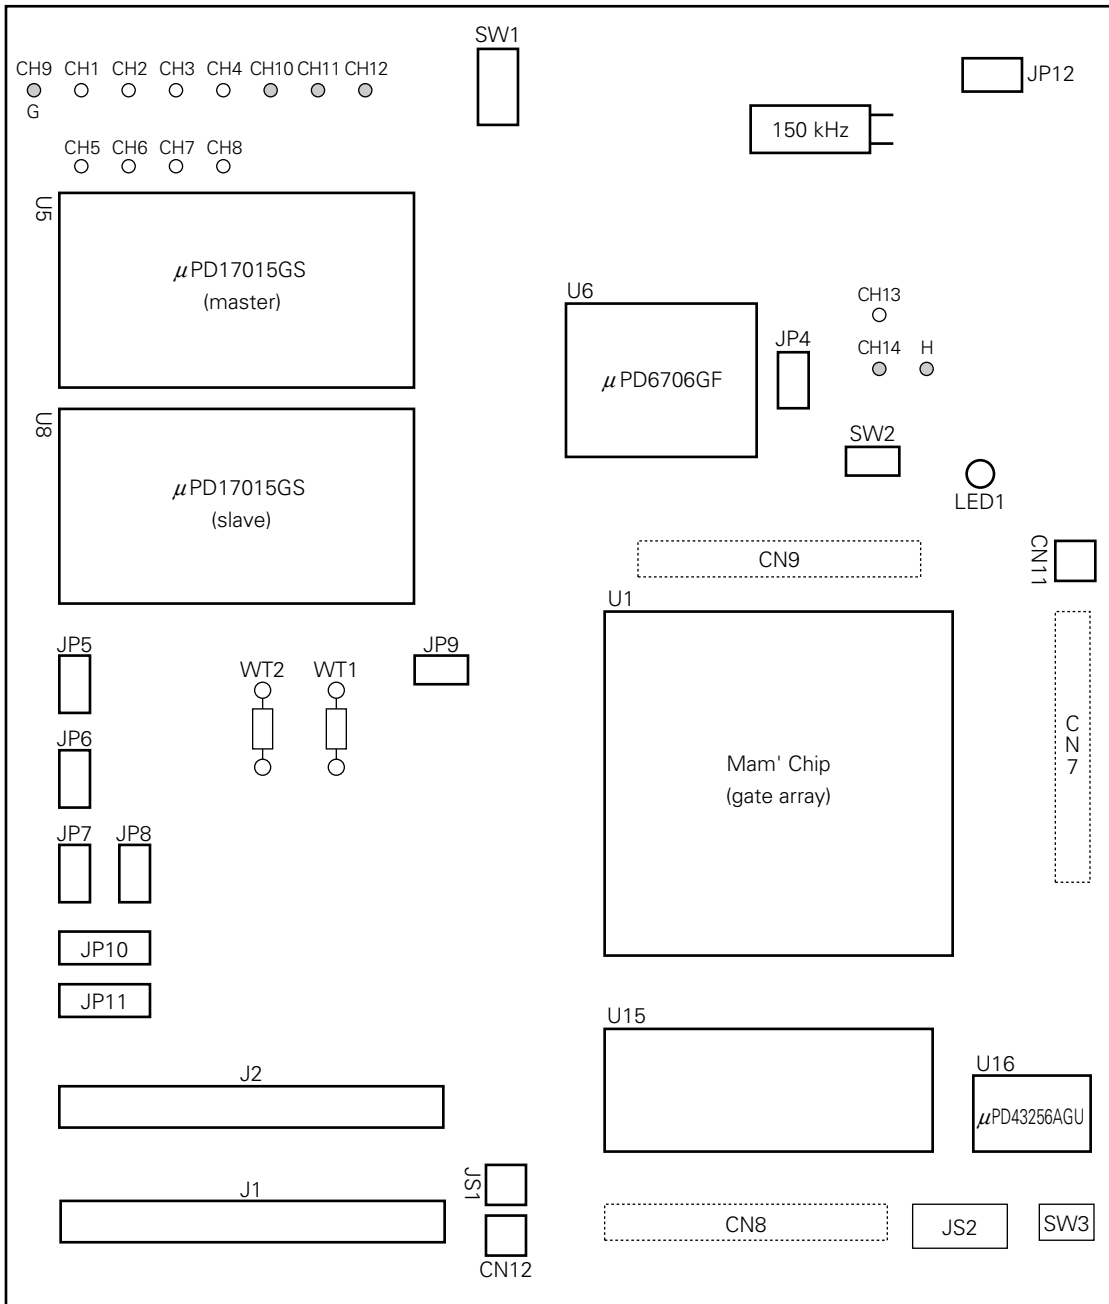 SW1
CH9 CH1 CH2 CH3 CH4 CH10 CH11 CH12
JP12
G
150 kHz
CH5 CH6 CH7 CH8
U5
μPD17015GS
(master)
U6
CH13
JP4
CH14 H
μPD6706GF
U8
SW2
μPD17015GS
(slave)
LED1
CN9
CN11
U1
JP5
WT2 WT1
JP9
CN7
JP6
Mam' Chip
(gate array)
JP7 JP8
JP10
JP11
U15
J2
U16
μPD43256AGU
JS1
J1
CN8
JS2
SW3
CN12